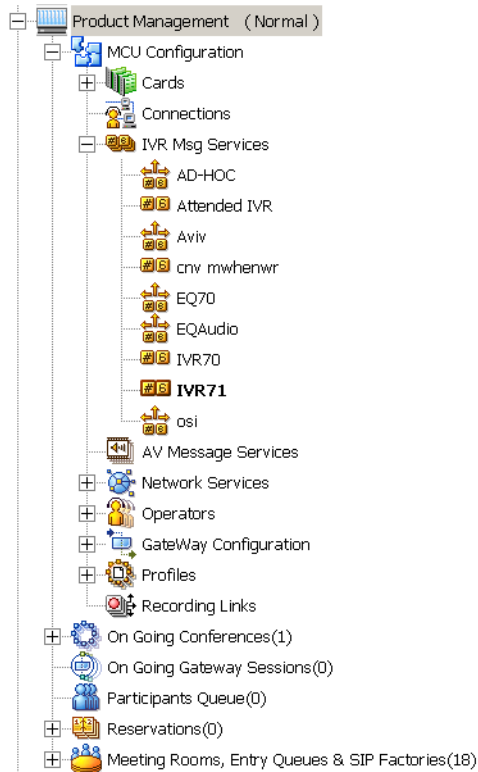 Product Management (Normal)
MCU Configuration
Cards
Connections
IVR Msg Services
AD-HOC
Attended IVR
Aviv
cnv mwhenwr
EQ70
EQAudio
IVR70
IVR71
osi
AV Message Services
Network Services
Operators
GateWay Configuration
Profiles
Recording Links
On Going Conferences(1)
On Going Gateway Sessions(0)
Participants Queue(0)
Reservations(0)
Meeting Rooms, Entry Queues & SIP Factories(18)